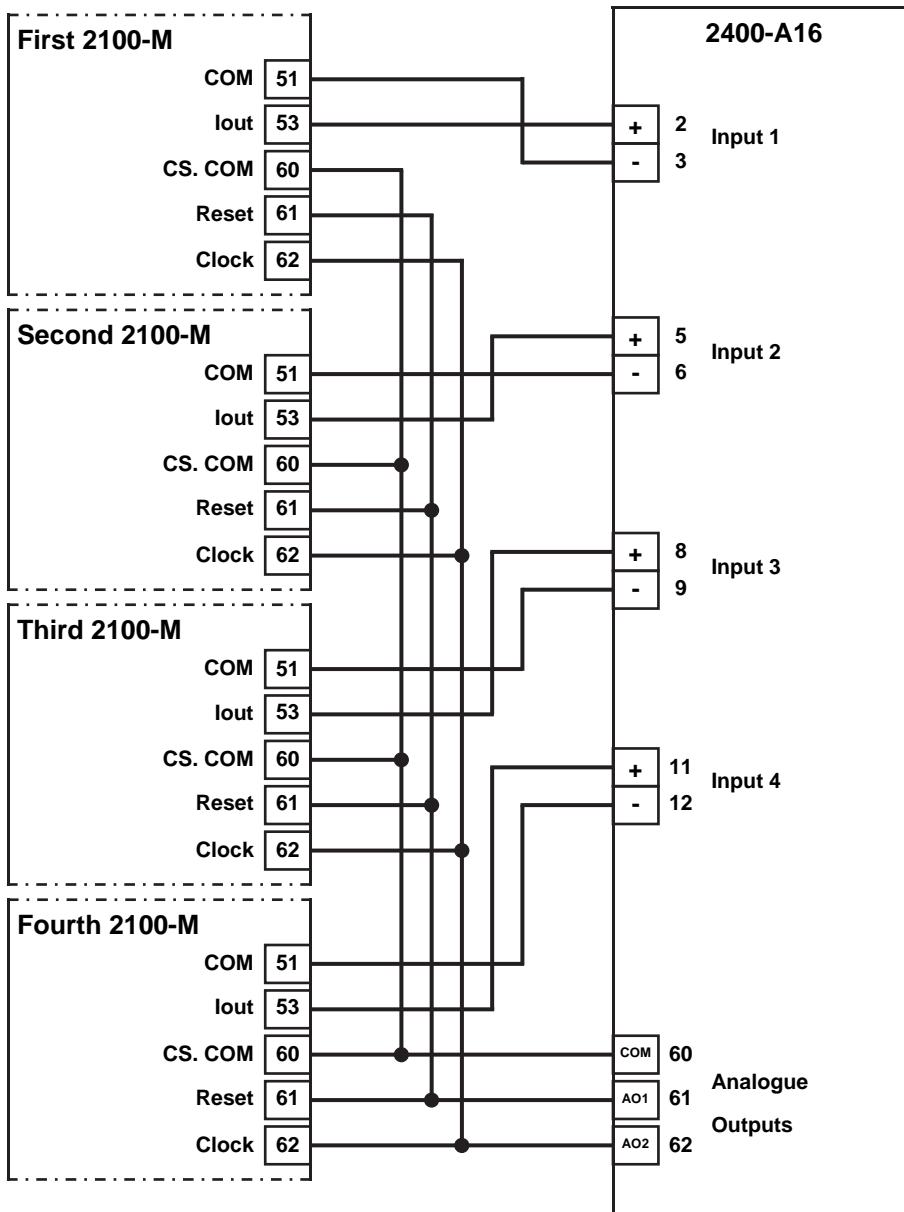 First 2100-M
COM 51
Iout 53
CS. COM 60
Reset 61
Clock 62
Second 2100-M
COM 51
Iout 53
CS. COM 60
Reset 61
Clock 62
Third 2100-M
COM 51
Iout 53
CS. COM 60
Reset 61
Clock 62
Fourth 2100-M
COM 51
Iout 53
CS. COM 60
Reset 61
Clock 62
2400-A16
+ 2
Input 1
- 3
+ 5
Input 2
- 6
+ 8
Input 3
- 9
+ 11
Input 4
- 12
COM 60
AO1 61
AO2 62
Analogue
Outputs